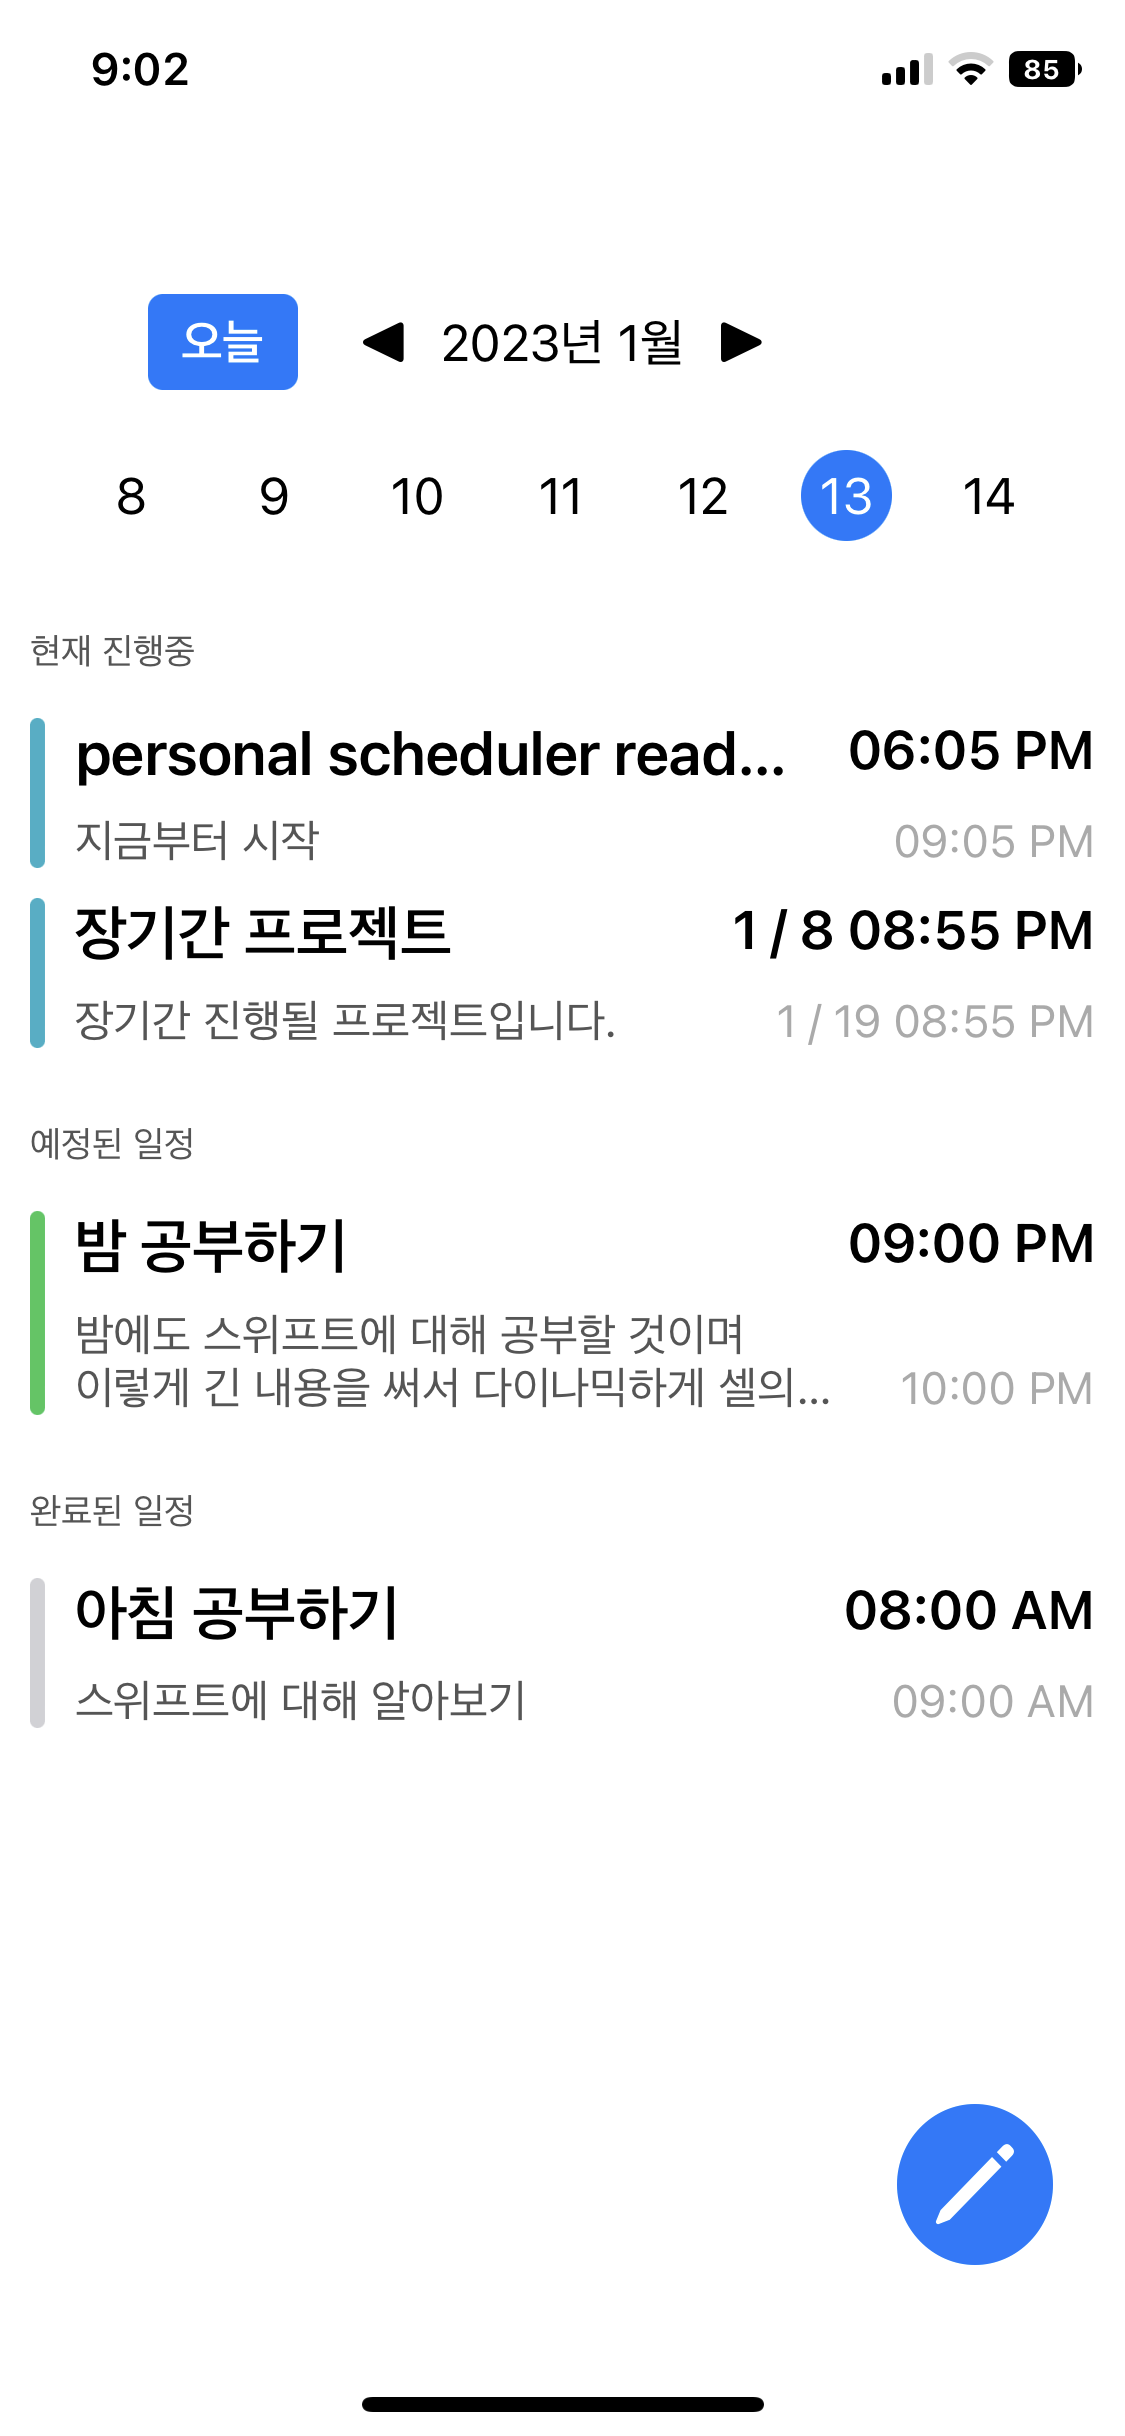 9:02
85
오늘 ◀ 2023년 1월 ▶
8 9 10 11 12 13 14
현재 진행중
personal scheduler read... 06:05 PM
지금부터 시작 09:05 PM
장기간 프로젝트 1 / 8 08:55 PM
장기간 진행될 프로젝트입니다. 1 / 19 08:55 PM
예정된 일정
밤 공부하기 09:00 PM
밤에도 스위프트에 대해 공부할 것이며
이렇게 긴 내용을 써서 다이나믹하게 셀의... 10:00 PM
완료된 일정
아침 공부하기 08:00 AM
스위프트에 대해 알아보기 09:00 AM